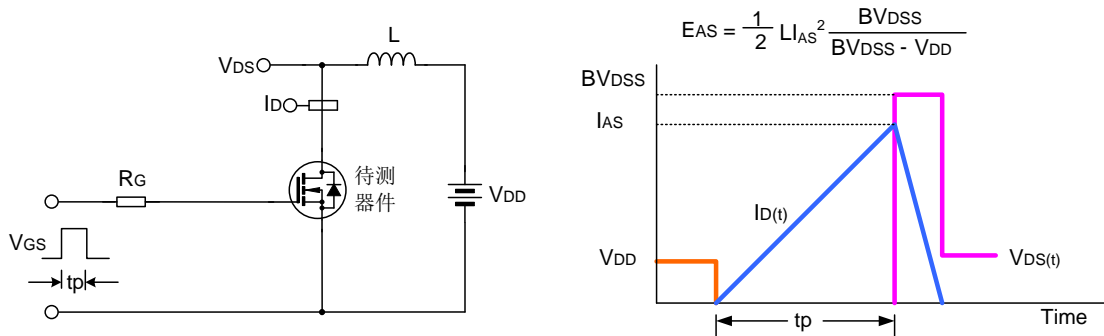 L
VDS
ID
RG
待测
器件
VDD
VGS
tp
EAS = 1/2 LIAS² BVDSS / (BVDSS - VDD)
BVDSS
IAS
ID(t)
VDD
VDS(t)
tp
Time